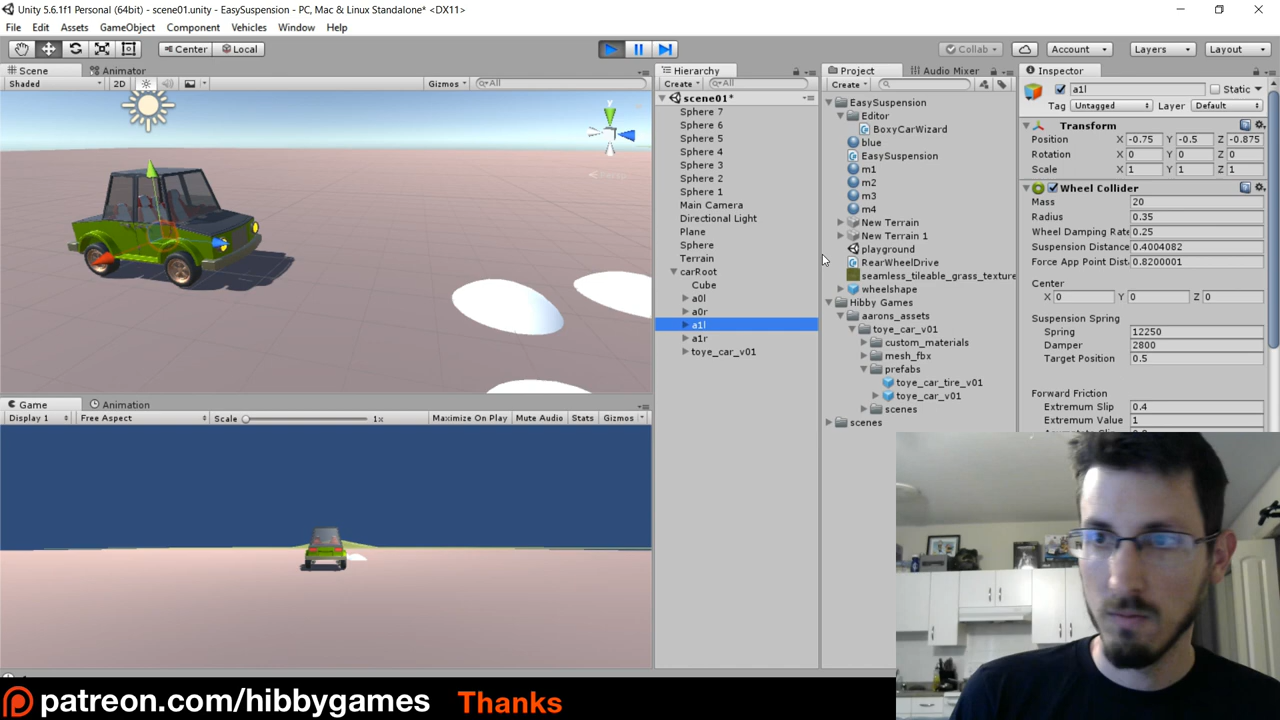 Unity 5.6.1f1 Personal (64bit) - scene01.unity - EasySuspension - PC, Mac & Linux Standalone* <DX11>
File Edit Assets GameObject Component Vehicles Window Help
Center Local Collab Account Layers Layout
Scene Animator
Shaded 2D Gizmos All
y
Persp
Game Animation
Display 1 Free Aspect Scale 1x Maximize On Play Mute Audio Stats Gizmos
Hierarchy
Create All
scene01*
Sphere 7
Sphere 6
Sphere 5
Sphere 4
Sphere 3
Sphere 2
Sphere 1
Main Camera
Directional Light
Plane
Sphere
Terrain
carRoot
Cube
a0l
a0r
a1l
a1r
toye_car_v01
Project Audio Mixer
Create
EasySuspension
Editor
BoxyCarWizard
blue
EasySuspension
m1
m2
m3
m4
New Terrain
New Terrain 1
playground
RearWheelDrive
seamless_tileable_grass_texture
wheelshape
Hibby Games
aarons_assets
toye_car_v01
custom_materials
mesh_fbx
prefabs
toye_car_tire_v01
toye_car_v01
scenes
scenes
Inspector
a1l Static
Tag Untagged Layer Default
Transform
Position X -0.75 Y -0.5 Z -0.875
Rotation X 0 Y 0 Z 0
Scale X 1 Y 1 Z 1
Wheel Collider
Mass 20
Radius 0.35
Wheel Damping Rate 0.25
Suspension Distance 0.4004082
Force App Point Dist 0.8200001
Center
X 0 Y 0 Z 0
Suspension Spring
Spring 12250
Damper 2800
Target Position 0.5
Forward Friction
Extremum Slip 0.4
Extremum Value 1
patreon.com/hibbygames Thanks